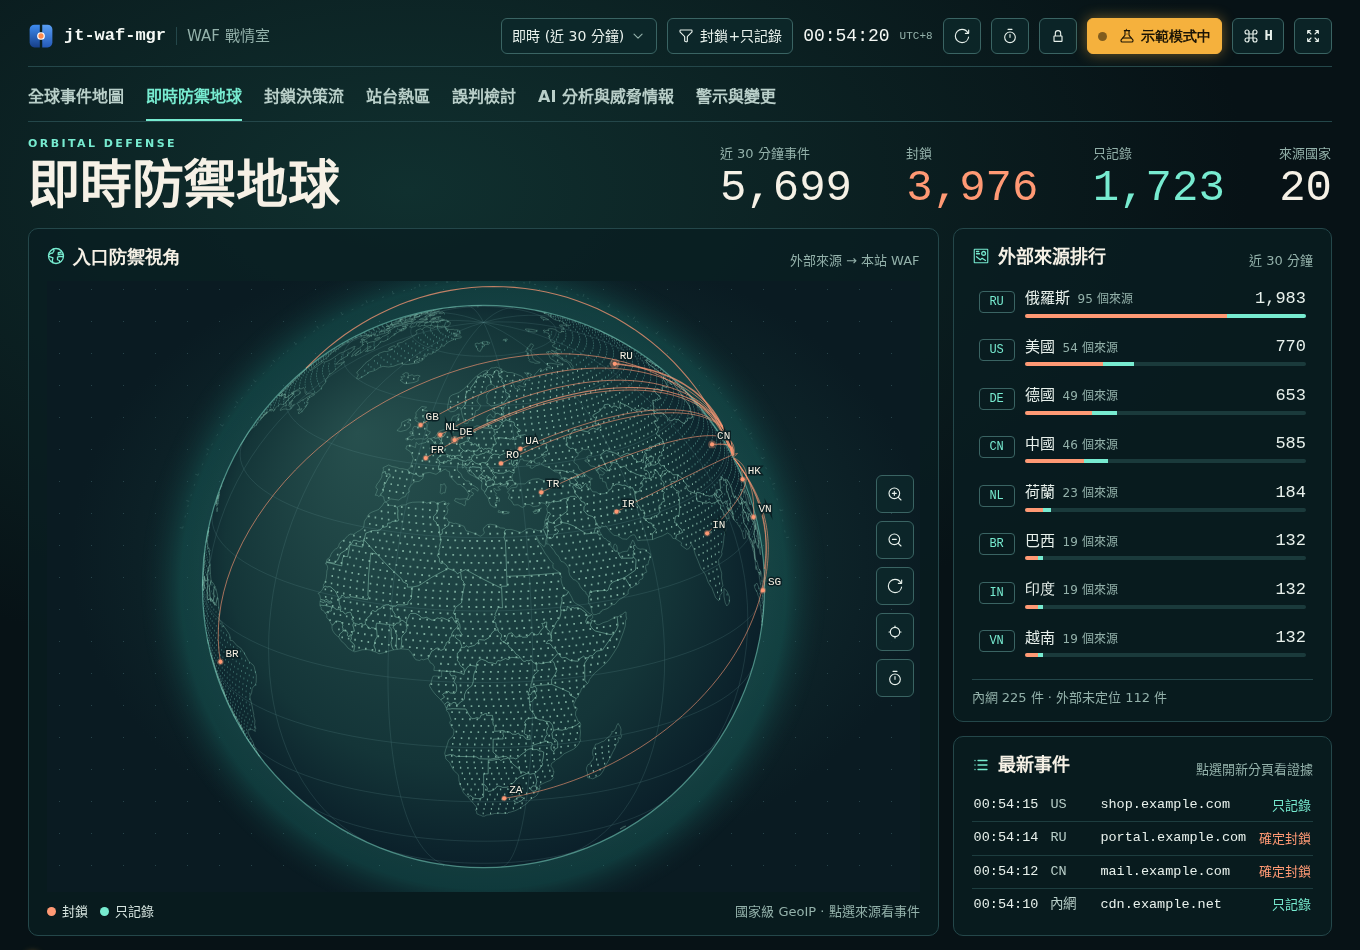 jt-waf-mgr
WAF 戰情室
即時 (近 30 分鐘)
封鎖+只記錄
00:54:20 UTC+8
示範模式中
⌘ H
全球事件地圖
即時防禦地球
封鎖決策流
站台熱區
誤判檢討
AI 分析與威脅情報
警示與變更
ORBITAL DEFENSE
即時防禦地球
近 30 分鐘事件
5,699
封鎖
3,976
只記錄
1,723
來源國家
20
入口防禦視角
外部來源 → 本站 WAF
RU
GB
NL
DE
FR
UA
RO
TR
IR
CN
HK
VN
IN
SG
BR
ZA
封鎖
只記錄
國家級 GeoIP · 點選來源看事件
外部來源排行
近 30 分鐘
RU 俄羅斯 95 個來源 1,983
US 美國 54 個來源 770
DE 德國 49 個來源 653
CN 中國 46 個來源 585
NL 荷蘭 23 個來源 184
BR 巴西 19 個來源 132
IN 印度 19 個來源 132
VN 越南 19 個來源 132
內網 225 件 · 外部未定位 112 件
最新事件
點選開新分頁看證據
00:54:15 US shop.example.com 只記錄
00:54:14 RU portal.example.com 確定封鎖
00:54:12 CN mail.example.com 確定封鎖
00:54:10 內網 cdn.example.net 只記錄